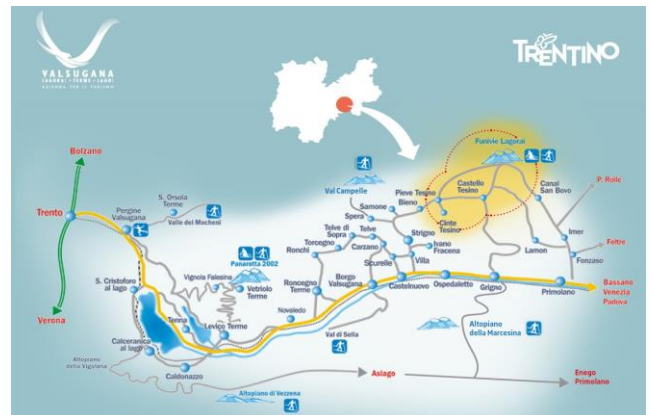 VALSUGANA
LAGORAI · TERME · LAGHI
AZIENDA PER IL TURISMO
TRENTINO
Bolzano
Trento
Verona
Pergine
Valsugana
S. Orsola
Terme
Valle dei Mocheni
S. Cristoforo
al lago
Calceranica
al lago
Altopiano
della Vigolana
Caldonazzo
Tenna
Levico Terme
Vignola Falesina
Panarotta 2002
Vetriolo
Terme
Novaledo
Roncegno
Terme
Ronchi
Torcegno
Telve di
Sopra
Telve
Carzano
Borgo
Valsugana
Val di Sella
Val Campelle
Samone
Spera
Strigno
Scurelle
Villa
Ivano
Fracena
Castelnuovo
Ospedaletto
Grigno
Primolano
Pieve Tesino
Bieno
Cinte
Tesino
Castello
Tesino
Funivie Lagorai
Canal
San Bovo
Lamon
Imer
Fonzaso
P. Rolle
Feltre
Bassano
Venezia
Padova
Altopiano
della Marcesina
Altopiano di Vezzena
Asiago
Enego
Primolano